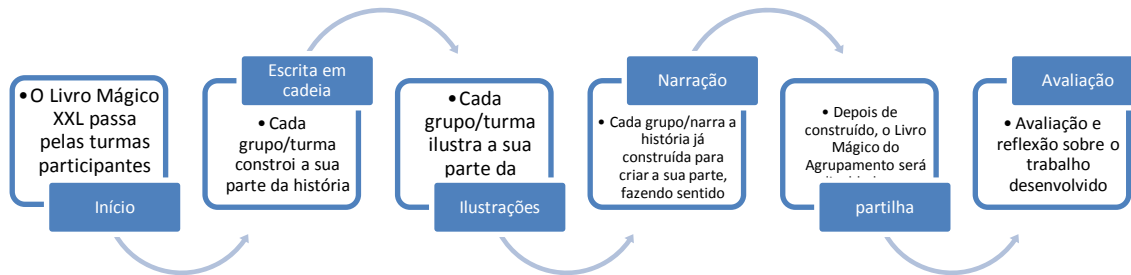 • O Livro Mágico
XXL passa
pelas turmas
participantes
Início
Escrita em
cadeia
• Cada
grupo/turma
constroi a sua
parte da história
• Cada
grupo/turma
ilustra a sua
parte da
Ilustrações
Narração
• Cada grupo/narra a
história já
construída para
criar a sua parte,
fazendo sentido
• Depois de
construído, o Livro
Mágico do
Agrupamento será
partilha
Avaliação
• Avaliação e
reflexão sobre o
trabalho
desenvolvido